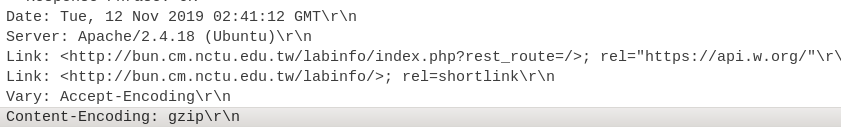 Date: Tue, 12 Nov 2019 02:41:12 GMT\r\n
Server: Apache/2.4.18 (Ubuntu)\r\n
Link: <http://bun.cm.nctu.edu.tw/labinfo/index.php?rest_route=/>; rel="https://api.w.org/"\r\
Link: <http://bun.cm.nctu.edu.tw/labinfo/>; rel=shortlink\r\n
Vary: Accept-Encoding\r\n
Content-Encoding: gzip\r\n